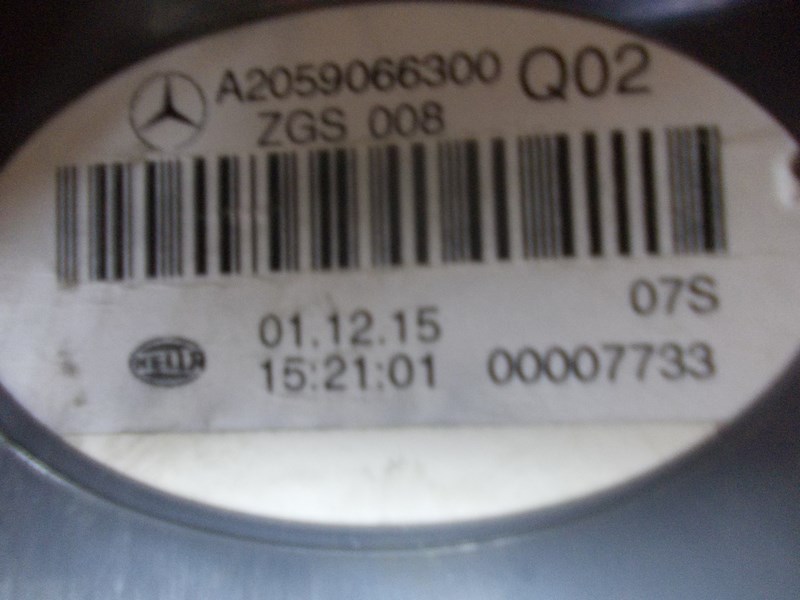 A2059066300 Q02
ZGS 008
07S
01.12.15
HELLA 15:21:01 00007733